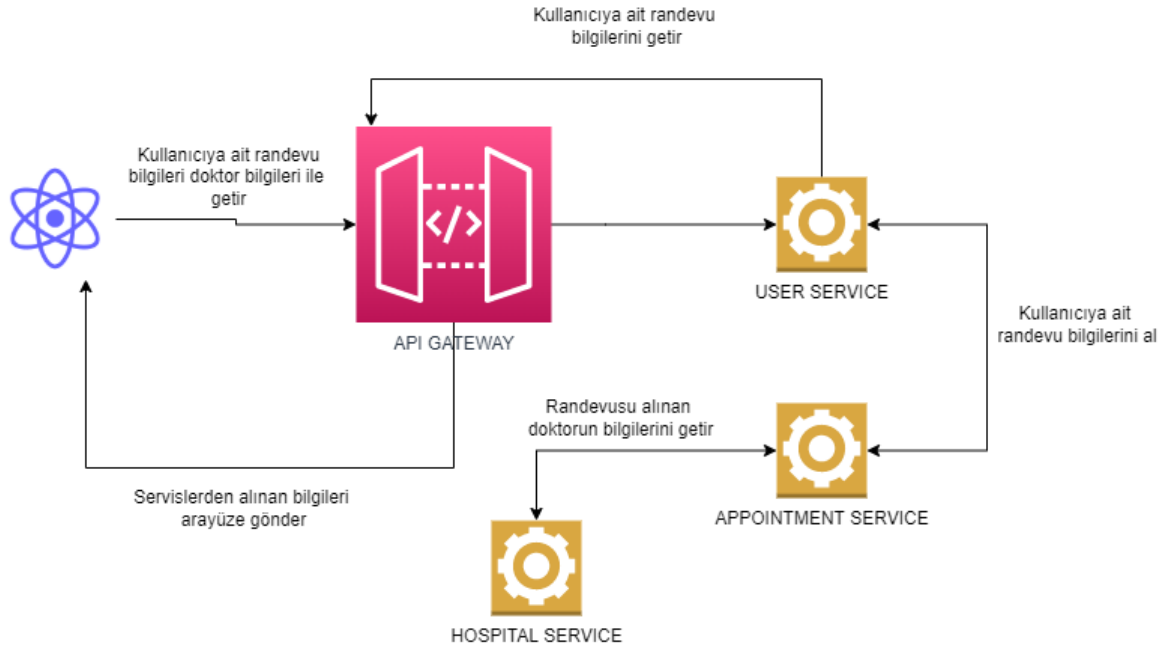 Kullanıcıya ait randevu
bilgilerini getir
Kullanıcıya ait randevu
bilgileri doktor bilgileri ile
getir
</>
API GATEWAY
USER SERVICE
Kullanıcıya ait
randevu bilgilerini al
Randevusu alınan
doktorun bilgilerini getir
APPOINTMENT SERVICE
Servislerden alınan bilgileri
arayüze gönder
HOSPITAL SERVICE